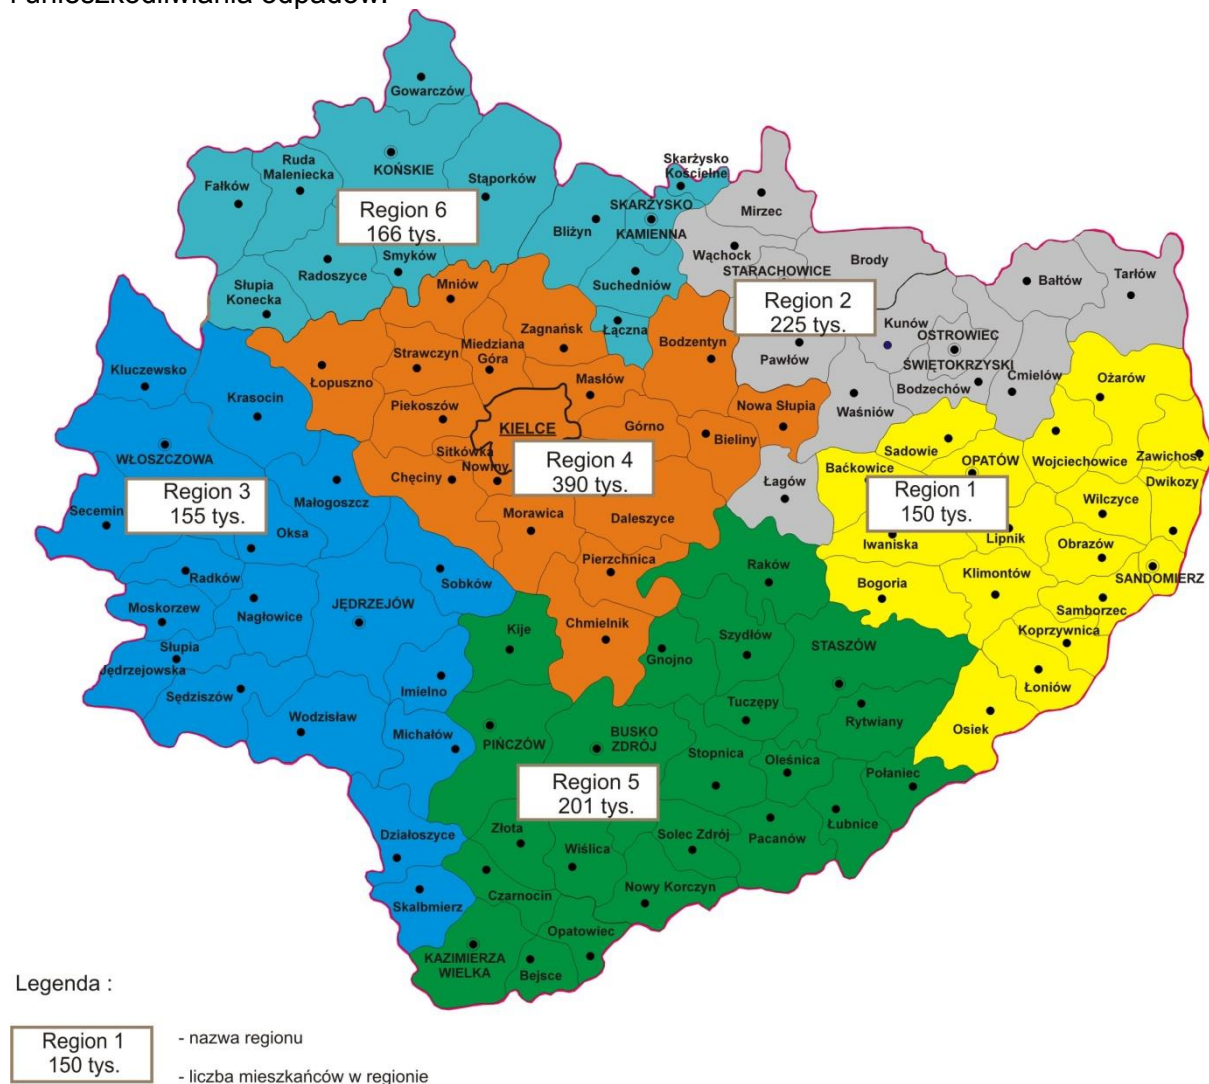 i unieszkodliwiania odpadów.
Gowarczów
KOŃSKIE
Ruda
Maleniecka
Fałków
Stąporków
Skarżysko
Kościelne
SKARŻYSKO
KAMIENNA
Bliżyn
Region 6
166 tys.
Radoszyce
Smyków
Słupia
Konecka
Suchedniów
Łączna
Mirzec
Wąchock
STARACHOWICE
Brody
Bałtów
Tarłów
Region 2
225 tys.
Kunów
OSTROWIEC
ŚWIĘTOKRZYSKI
Pawłów
Bodzechów
Ćmielów
Waśniów
Łagów
Mniów
Zagnańsk
Bodzentyn
Strawczyn
Miedziana
Góra
Łopuszno
Masłów
Piekoszów
KIELCE
Górno
Nowa Słupia
Bieliny
Sitkówka
Nowiny
Chęciny
Region 4
390 tys.
Morawica
Daleszyce
Pierzchnica
Chmielnik
Kluczewsko
Krasocin
WŁOSZCZOWA
Region 3
155 tys.
Małogoszcz
Secemin
Oksa
Radków
Moskorzew
Nagłowice
JĘDRZEJÓW
Sobków
Słupia
Jędrzejowska
Sędziszów
Imielno
Wodzisław
Michałów
Działoszyce
Skalbmierz
Ożarów
Sadowie
OPATÓW
Wojciechowice
Zawichost
Baćkowice
Region 1
150 tys.
Dwikozy
Wilczyce
Iwaniska
Lipnik
Obrazów
Bogoria
Klimontów
SANDOMIERZ
Samborzec
Koprzywnica
Łoniów
Osiek
Raków
Kije
Szydłów
STASZÓW
Gnojno
Tuczępy
Rytwiany
PIŃCZÓW
BUSKO
ZDRÓJ
Stopnica
Oleśnica
Połaniec
Region 5
201 tys.
Łubnice
Pacanów
Złota
Wiślica
Solec Zdrój
Czarnocin
Nowy Korczyn
Opatowiec
KAZIMIERZA
WIELKA
Bejsce
Legenda :
Region 1
150 tys.
- nazwa regionu
- liczba mieszkańców w regionie